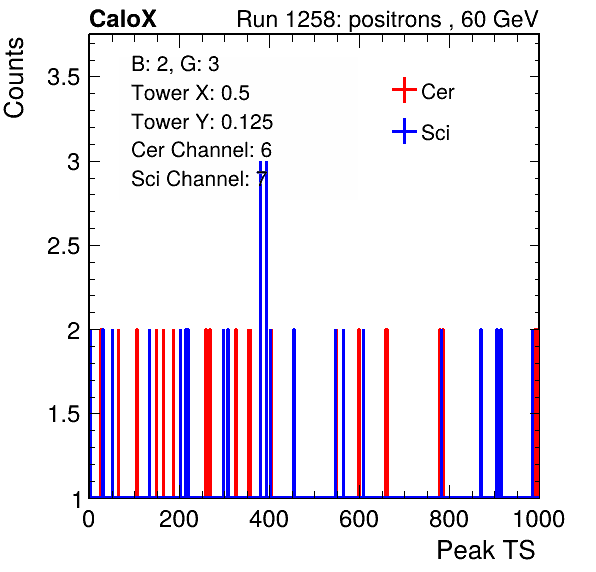 CaloX
Run 1258: positrons , 60 GeV
Counts
B: 2, G: 3
Tower X: 0.5
Tower Y: 0.125
Cer Channel: 6
Sci Channel: 7
Cer
Sci
3.5
3
2.5
2
1.5
1
0 200 400 600 800 1000
Peak TS